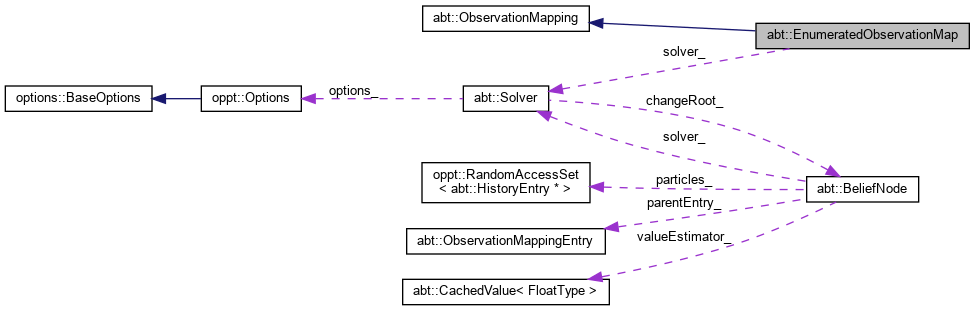 abt::ObservationMapping
abt::EnumeratedObservationMap
solver_
options::BaseOptions
oppt::Options
options_
abt::Solver
changeRoot_
solver_
oppt::RandomAccessSet
< abt::HistoryEntry * >
particles_
abt::BeliefNode
parentEntry_
abt::ObservationMappingEntry
valueEstimator_
abt::CachedValue< FloatType >